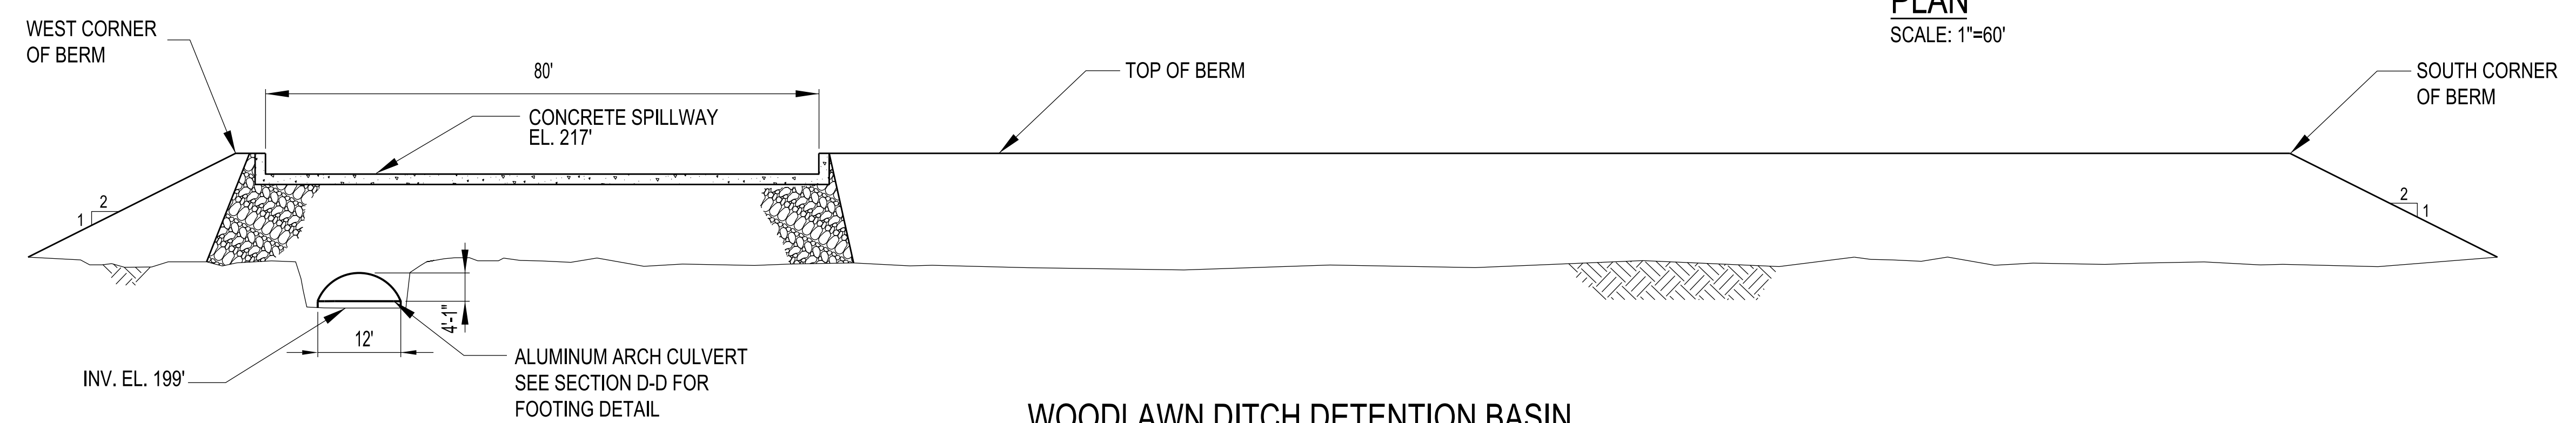 PLAN
SCALE: 1"=60'
WEST CORNER
OF BERM
80'
CONCRETE SPILLWAY
EL. 217'
TOP OF BERM
SOUTH CORNER
OF BERM
1
2
2
1
4'-1"
12'
INV. EL. 199'
ALUMINUM ARCH CULVERT
SEE SECTION D-D FOR
FOOTING DETAIL
WOODLAWN DITCH DETENTION BASIN